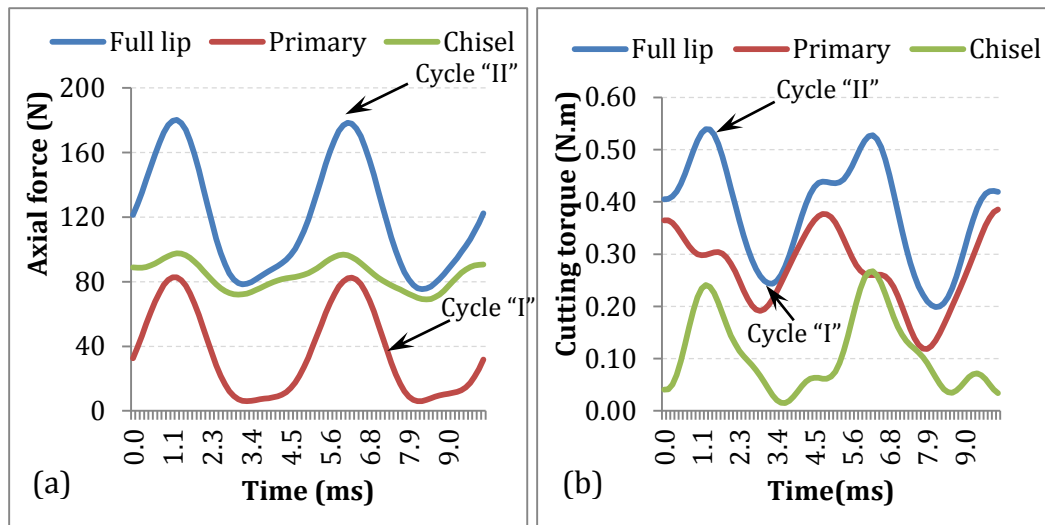 Full lip Primary Chisel
Cycle “II”
Axial force (N)
200
160
120
80
40
0
Cycle “I”
0.0 1.1 2.3 3.4 4.5 5.6 6.8 7.9 9.0
Time (ms)
(a)
Full lip Primary Chisel
Cycle “II”
Cutting torque (N.m)
0.60
0.50
0.40
0.30
0.20
0.10
0.00
Cycle “I”
0.0 1.1 2.3 3.4 4.5 5.6 6.8 7.9 9.0
Time(ms)
(b)